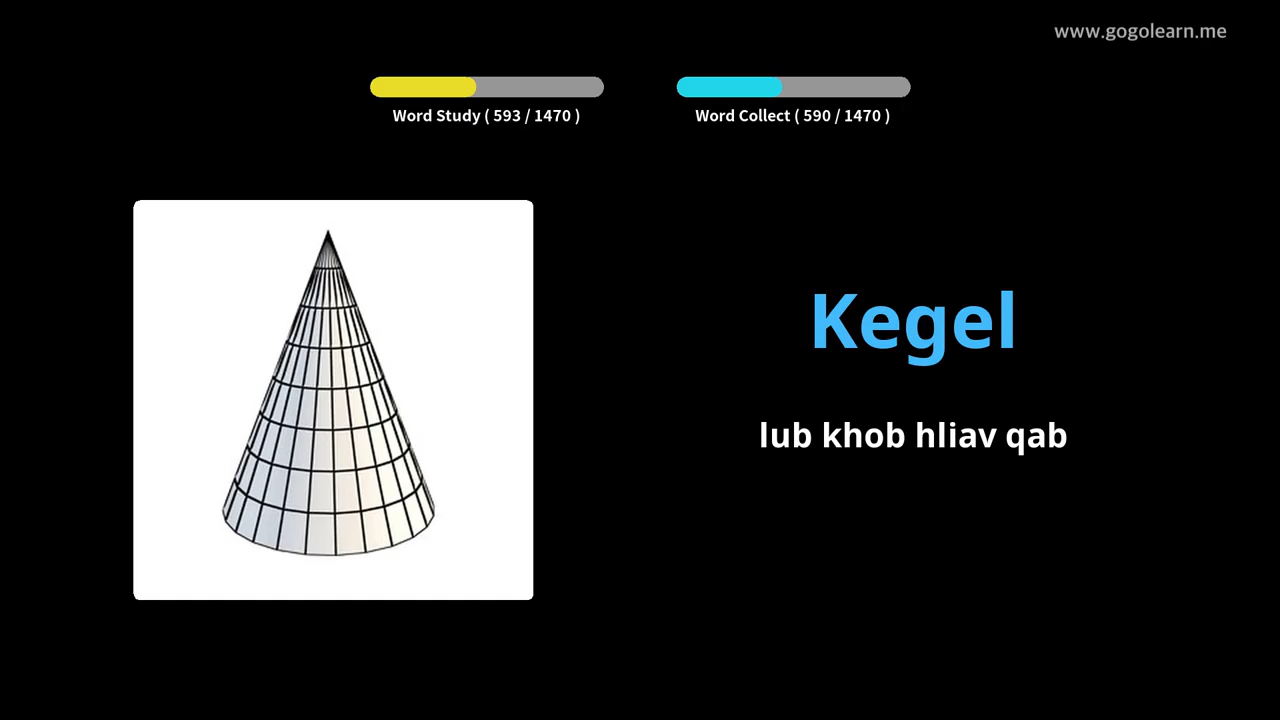 www.gogolearn.me
Word Study ( 593 / 1470 )
Word Collect ( 590 / 1470 )
Kegel
lub khob hliav qab